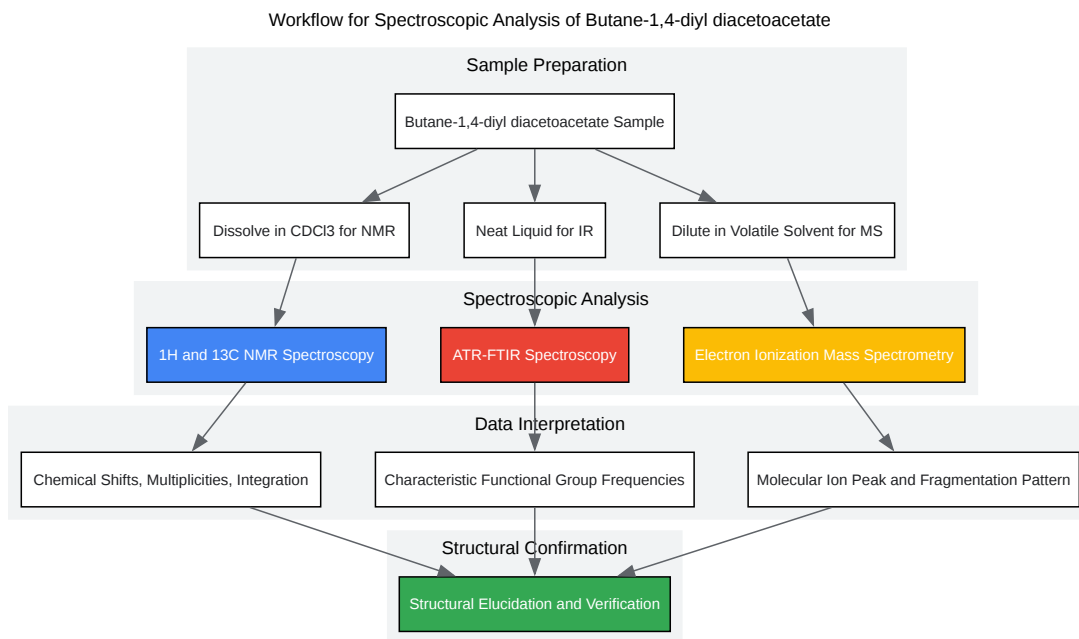 Workflow for Spectroscopic Analysis of Butane-1,4-diyl diacetoacetate
Sample Preparation
Butane-1,4-diyl diacetoacetate Sample
Dissolve in CDCl3 for NMR
Neat Liquid for IR
Dilute in Volatile Solvent for MS
Spectroscopic Analysis
1H and 13C NMR Spectroscopy
ATR-FTIR Spectroscopy
Electron Ionization Mass Spectrometry
Data Interpretation
Chemical Shifts, Multiplicities, Integration
Characteristic Functional Group Frequencies
Molecular Ion Peak and Fragmentation Pattern
Structural Confirmation
Structural Elucidation and Verification